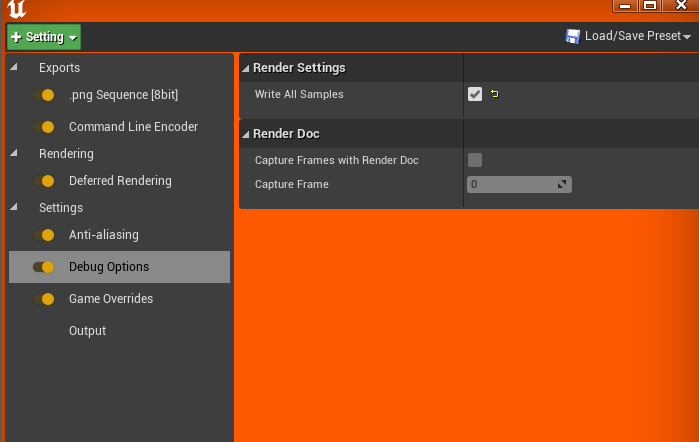 Setting
Load/Save Preset
Exports
.png Sequence [8bit]
Command Line Encoder
Rendering
Deferred Rendering
Settings
Anti-aliasing
Debug Options
Game Overrides
Output
Render Settings
Write All Samples
Render Doc
Capture Frames with Render Doc
Capture Frame
0